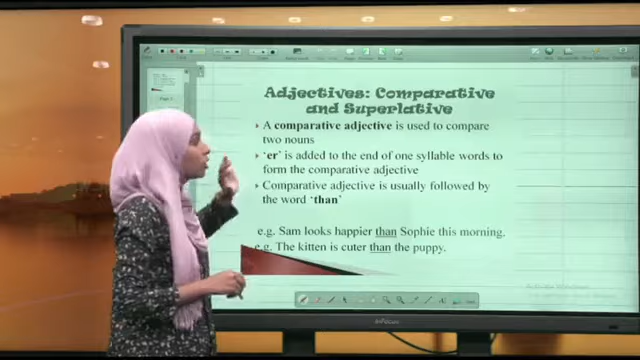 Adjectives: Comparative
and Superlative
A comparative adjective is used to compare
two nouns
'er' is added to the end of one syllable words to
form the comparative adjective
Comparative adjective is usually followed by
the word 'than'
e.g. Sam looks happier than Sophie this morning.
e.g. The kitten is cuter than the puppy.
InFocus